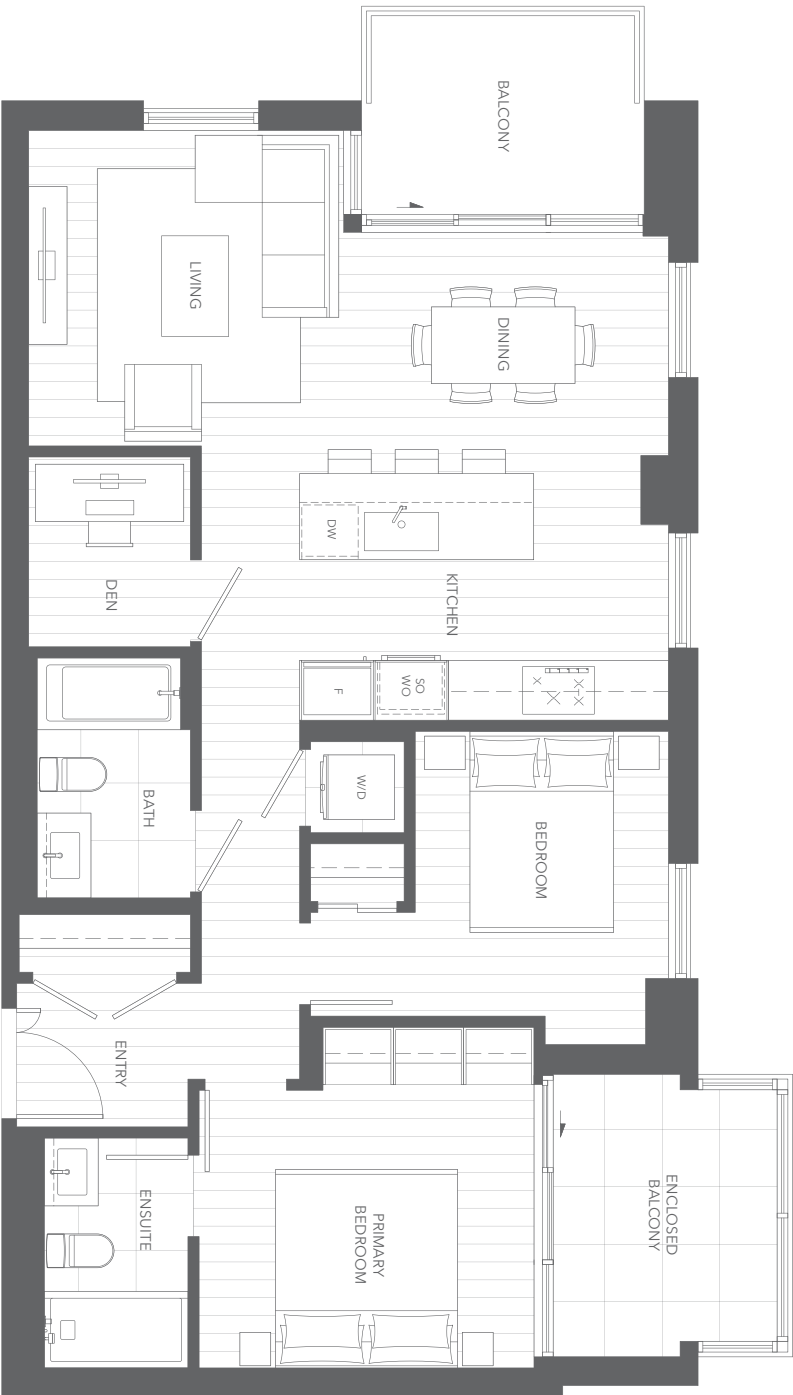 BALCONY
LIVING
DINING
DW
DEN
KITCHEN
F
SO
WO
BATH
W/D
BEDROOM
ENTRY
ENSUITE
PRIMARY
BEDROOM
ENCLOSED
BALCONY